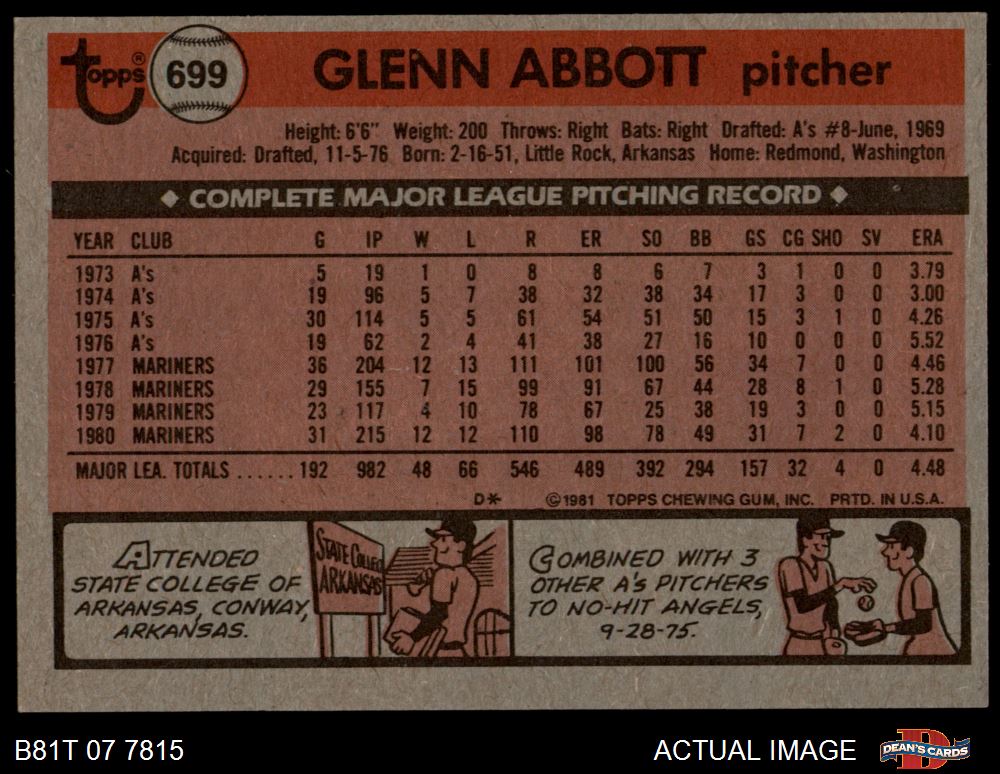 Topps® 699 GLENN ABBOTT pitcher
Height: 6'6" Weight: 200 Throws: Right Bats: Right Drafted: A's #8-June, 1969
Acquired: Drafted, 11-5-76 Born: 2-16-51, Little Rock, Arkansas Home: Redmond, Washington
◆ COMPLETE MAJOR LEAGUE PITCHING RECORD ◆
YEAR CLUB G IP W L R ER SO BB GS CG SHO SV ERA
1973 A's 5 19 1 0 8 8 6 7 3 1 0 0 3.79
1974 A's 19 96 5 7 38 32 38 34 17 3 0 0 3.00
1975 A's 30 114 5 5 61 54 51 50 15 3 1 0 4.26
1976 A's 19 62 2 4 41 38 27 16 10 0 0 0 5.52
1977 MARINERS 36 204 12 13 111 101 100 56 34 7 0 0 4.46
1978 MARINERS 29 155 7 15 99 91 67 44 28 8 1 0 5.28
1979 MARINERS 23 117 4 10 78 67 25 38 19 3 0 0 5.15
1980 MARINERS 31 215 12 12 110 98 78 49 31 7 2 0 4.10
MAJOR LEA. TOTALS ...... 192 982 48 66 546 489 392 294 157 32 4 0 4.48
D* ©1981 TOPPS CHEWING GUM, INC. PRTD. IN U.S.A.
ATTENDED
STATE COLLEGE OF
ARKANSAS, CONWAY,
ARKANSAS.
STATE COLLEGE
ARKANSAS
COMBINED WITH 3
OTHER A's PITCHERS
TO NO-HIT ANGELS,
9-28-75.
B81T 07 7815 ACTUAL IMAGE DEAN'S CARDS